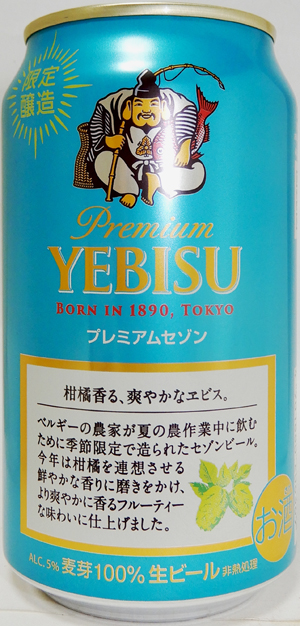 限定
醸造
Premium
YEBISU
BORN IN 1890, TOKYO
プレミアムセゾン
柑橘香る、爽やかなヱビス。
ベルギーの農家が夏の農作業中に飲む
ために季節限定で造られたセゾンビール。
今年は柑橘を連想させる
鮮やかな香りに磨きをかけ、
より爽やかに香るフルーティー
な味わいに仕上げました。
お酒
ALC.5% 麦芽100% 生ビール 非熱処理